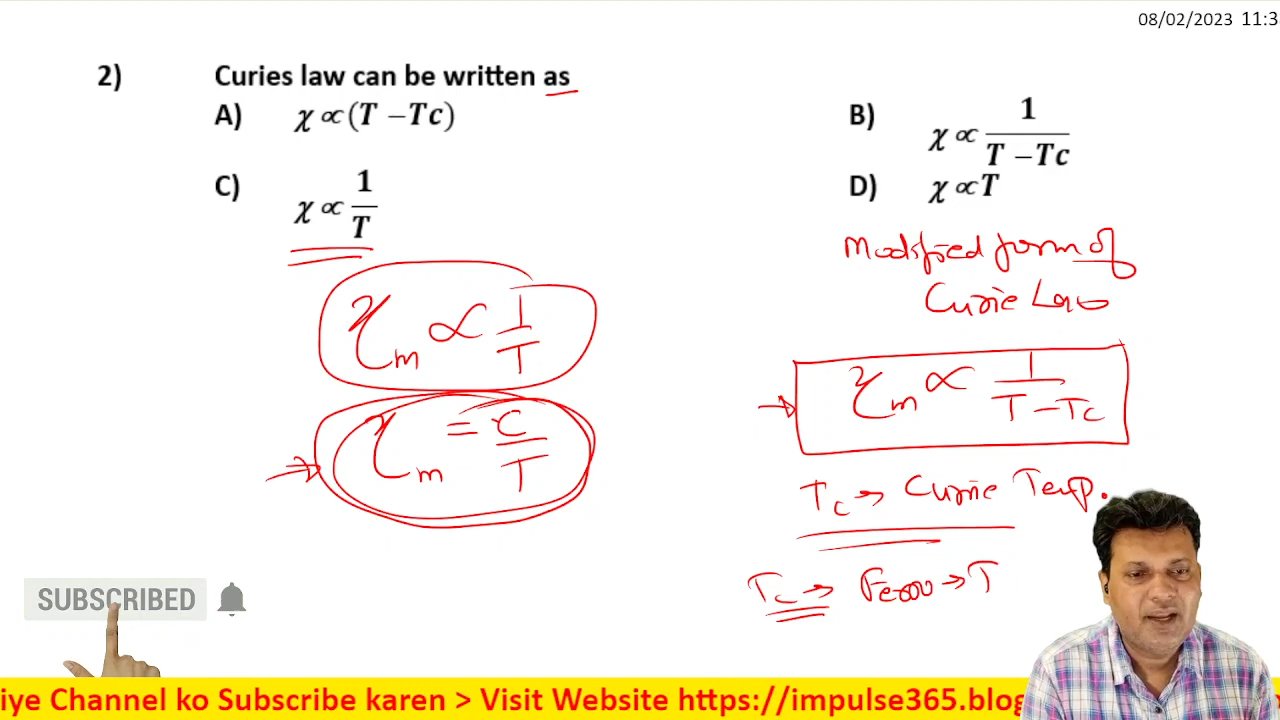 08/02/2023 11:3
2) Curies law can be written as
A) χ ∝ (T − Tc)
B) χ ∝ 1/(T − Tc)
C) χ ∝ 1/T
D) χ ∝ T
Modified form of
Curie Law
χm ∝ 1/T
χm ∝ 1/(T − Tc)
χm = C/T
Tc → Curie Temp.
Tc → Ferro → T
SUBSCRIBED
iye Channel ko Subscribe karen > Visit Website https://impulse365.blog